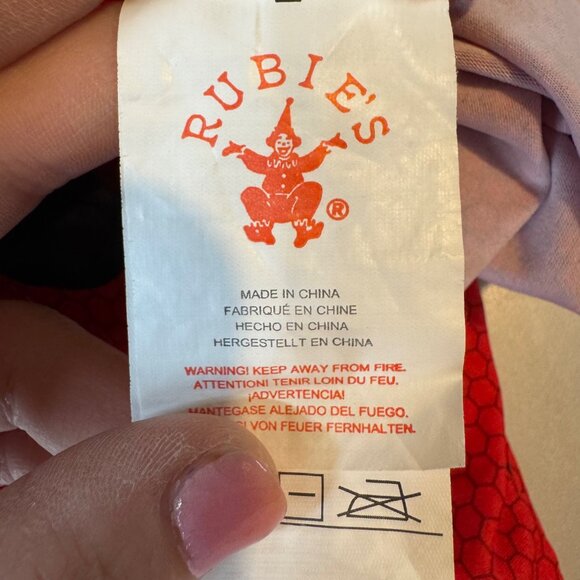 RUBIE'S
®
MADE IN CHINA
FABRIQUÉ EN CHINE
HECHO EN CHINA
HERGESTELLT EN CHINA
WARNING! KEEP AWAY FROM FIRE.
ATTENTION! TENIR LOIN DU FEU.
¡ADVERTENCIA!
MANTEGASE ALEJADO DEL FUEGO.
VON FEUER FERNHALTEN.